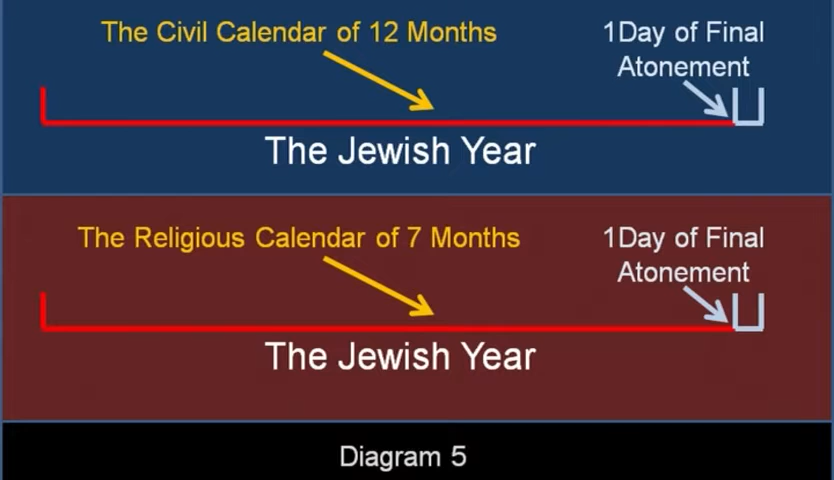 The Civil Calendar of 12 Months
1Day of Final
Atonement
The Jewish Year
The Religious Calendar of 7 Months
1Day of Final
Atonement
The Jewish Year
Diagram 5